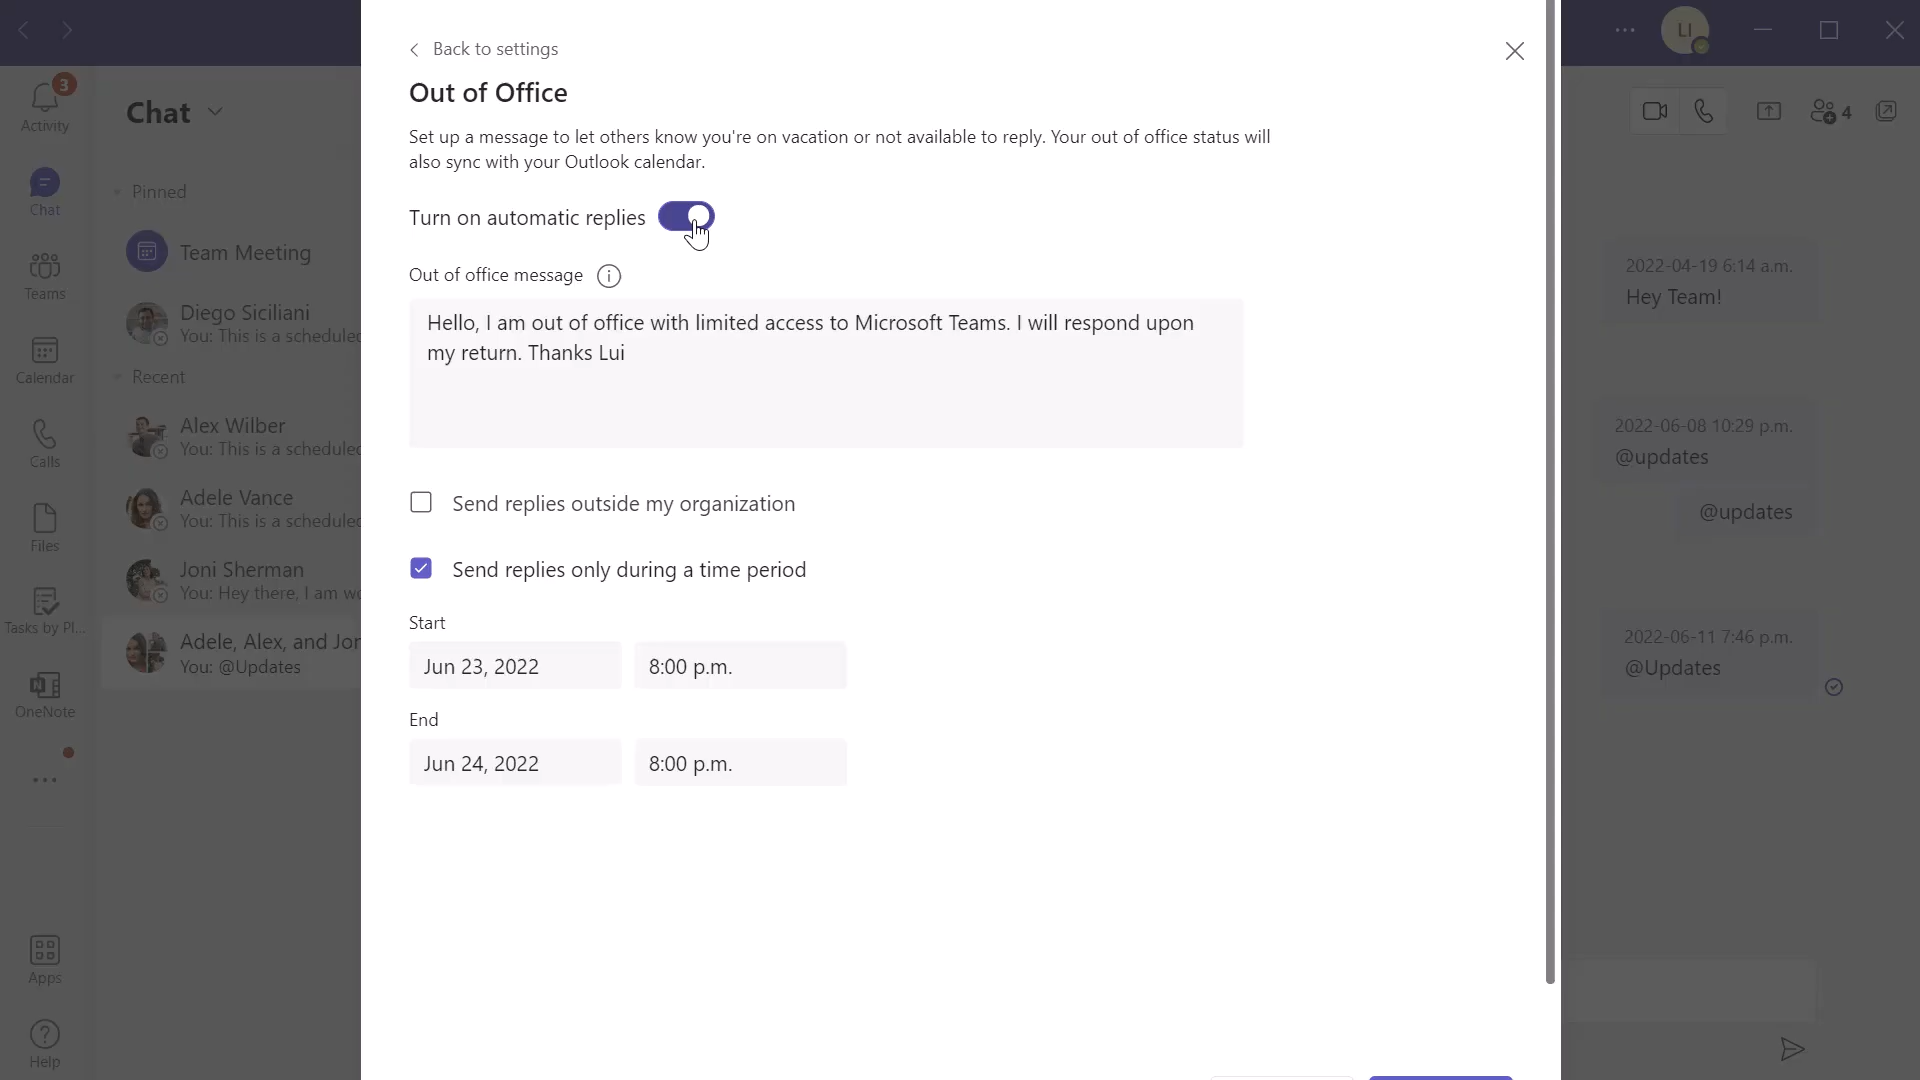 LI
3
Activity
Chat
Teams
Calendar
Calls
Files
Tasks by Pl...
OneNote
Apps
Help
Chat
Pinned
Team Meeting
Diego Siciliani
You: This is a scheduled
Recent
Alex Wilber
You: This is a scheduled
Adele Vance
You: This is a scheduled
Joni Sherman
You: Hey there, I am
Adele, Alex, and
You: @Updates
Back to settings
Out of Office
Set up a message to let others know you're on vacation or not available to reply. Your out of office status will
also sync with your Outlook calendar.
Turn on automatic replies
Out of office message
Hello, I am out of office with limited access to Microsoft Teams. I will respond upon
my return. Thanks Lui
Send replies outside my organization
Send replies only during a time period
Start
Jun 23, 2022 8:00 p.m.
End
Jun 24, 2022 8:00 p.m.
4
2022-04-19 6:14 a.m.
Hey Team!
2022-06-08 10:29 p.m.
@updates
@updates
2022-06-11 7:46 p.m.
@Updates